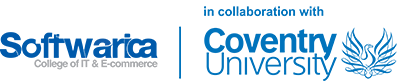 Softwarica
College of IT & E-commerce
in collaboration with
Coventry
University